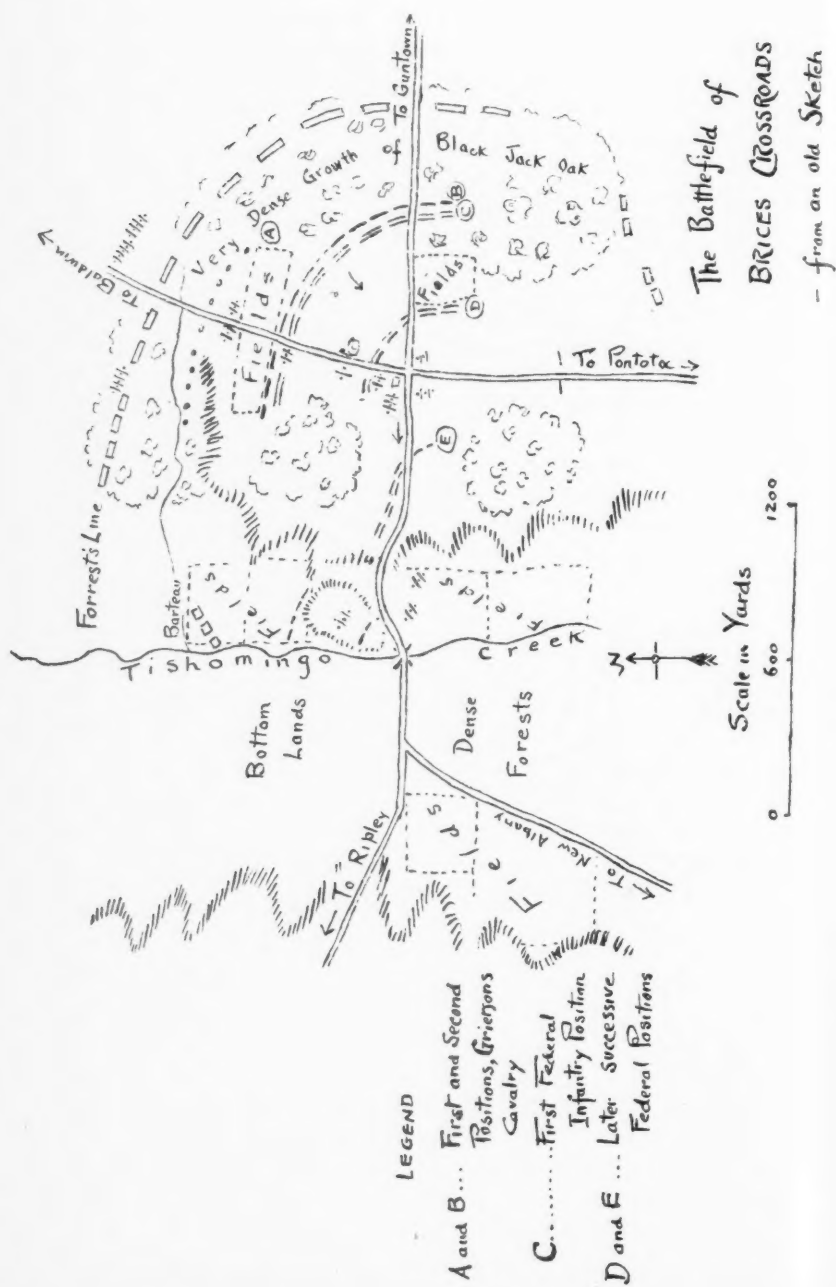 The Battlefield of
BRICES CROSSROADS
- from an old Sketch
To Baldwin
To Guntown
Forrest's Line
Barteau
Very Dense Growth of
Black Jack Oak
A
B
C
D
E
Field
Fields
Fields
Fields
Fields
Tishomingo Creek
Bottom
Lands
Dense
Forests
To Ripley
To New Albany
To Pontotoc
N
Scale in Yards
0 600 1200
LEGEND
A and B.... First and Second
Positions, Griersons
Cavalry
C......... First Federal
Infantry Position
D and E .... Later Successive
Federal Positions